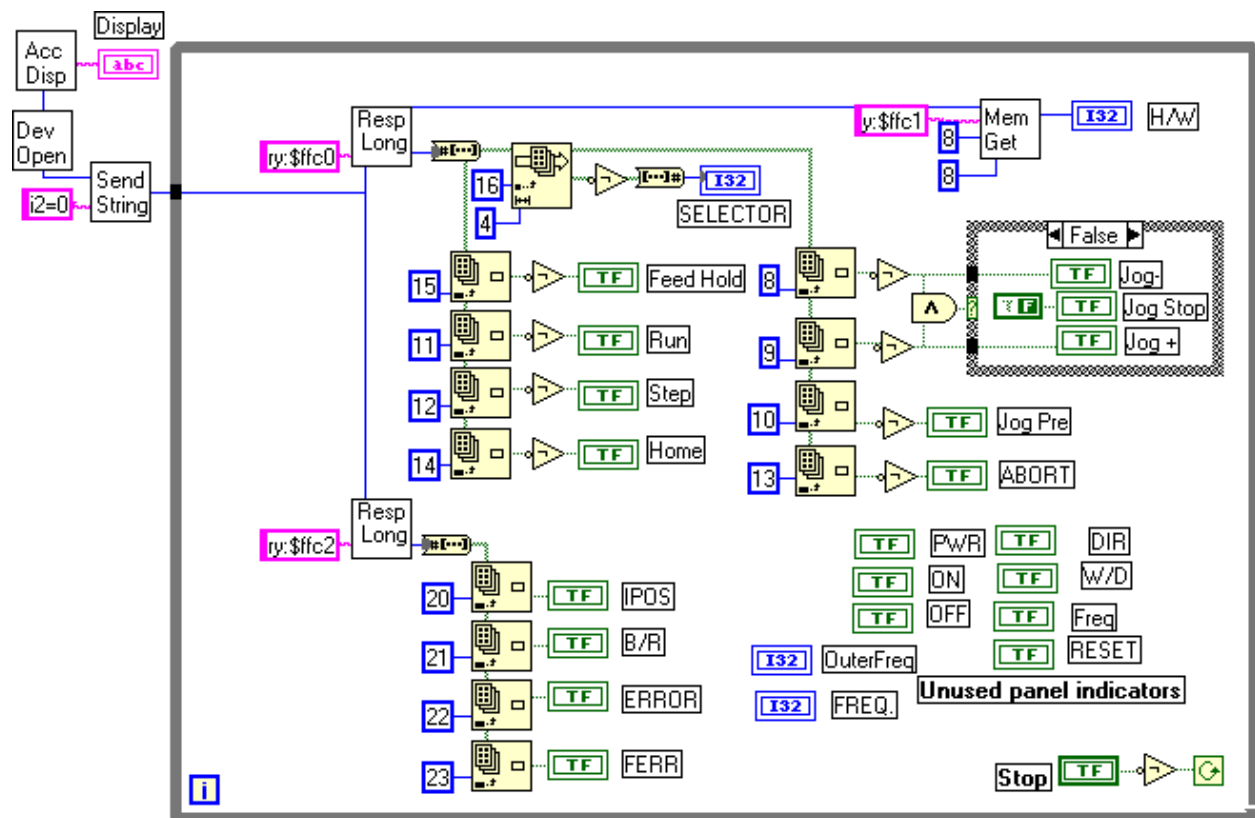 Display
Acc
Disp
abc
Dev
Open
Send
String
i2=0
ry:$ffc0
Resp
Long
#[...]
16
4
[...]#
I32
SELECTOR
y:$ffc1
8
8
Mem
Get
I32
H/W
15
TF
Feed Hold
11
TF
Run
12
TF
Step
14
TF
Home
8
9
10
TF
Jog Pre
13
TF
ABORT
False
?
TF
Jog-
F
TF
Jog Stop
TF
Jog +
ry:$ffc2
Resp
Long
#[...]
20
TF
IPOS
21
TF
B/R
22
TF
ERROR
23
TF
FERR
TF
PWR
TF
DIR
TF
ON
TF
W/D
TF
OFF
TF
Freq
TF
RESET
I32
OuterFreq
I32
FREQ.
Unused panel indicators
Stop
TF
i